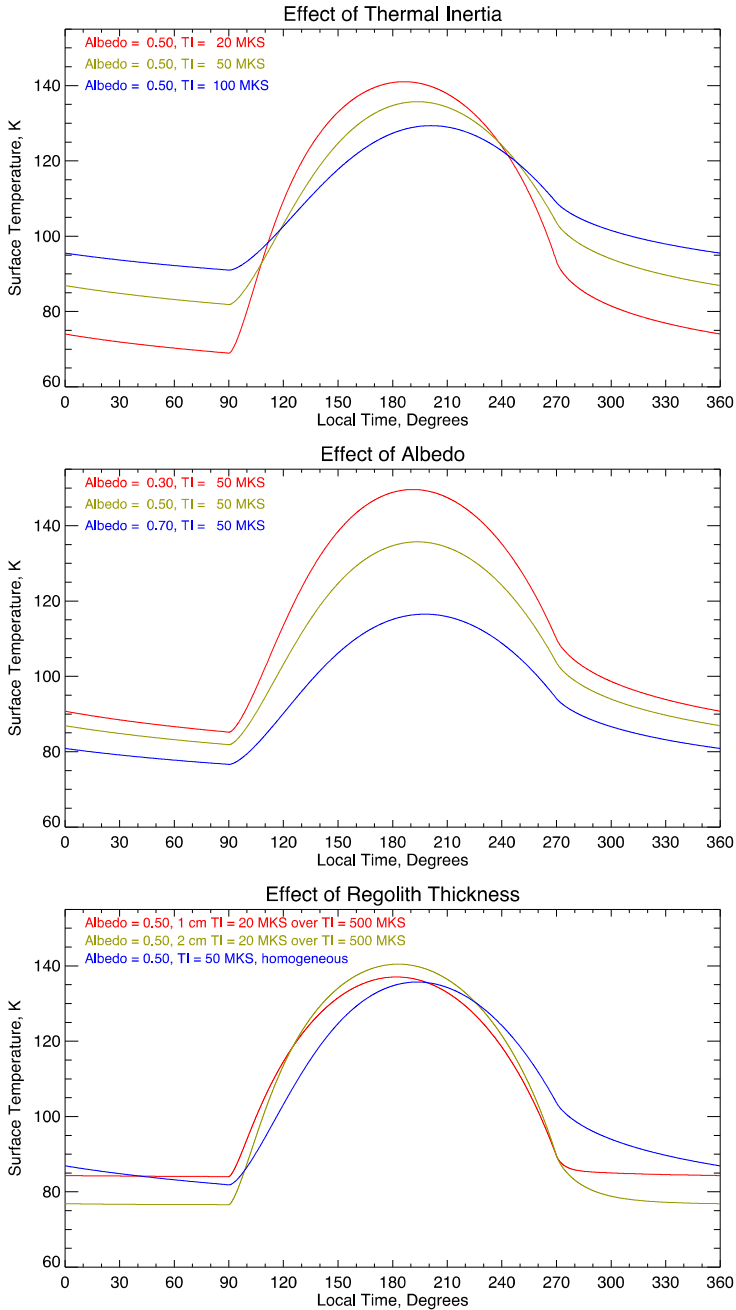 Effect of Thermal Inertia
Albedo = 0.50, TI = 20 MKS
Albedo = 0.50, TI = 50 MKS
Albedo = 0.50, TI = 100 MKS
Surface Temperature, K
140
120
100
80
60
0 30 60 90 120 150 180 210 240 270 300 330 360
Local Time, Degrees
Effect of Albedo
Albedo = 0.30, TI = 50 MKS
Albedo = 0.50, TI = 50 MKS
Albedo = 0.70, TI = 50 MKS
Surface Temperature, K
140
120
100
80
60
0 30 60 90 120 150 180 210 240 270 300 330 360
Local Time, Degrees
Effect of Regolith Thickness
Albedo = 0.50, 1 cm TI = 20 MKS over TI = 500 MKS
Albedo = 0.50, 2 cm TI = 20 MKS over TI = 500 MKS
Albedo = 0.50, TI = 50 MKS, homogeneous
Surface Temperature, K
140
120
100
80
60
0 30 60 90 120 150 180 210 240 270 300 330 360
Local Time, Degrees